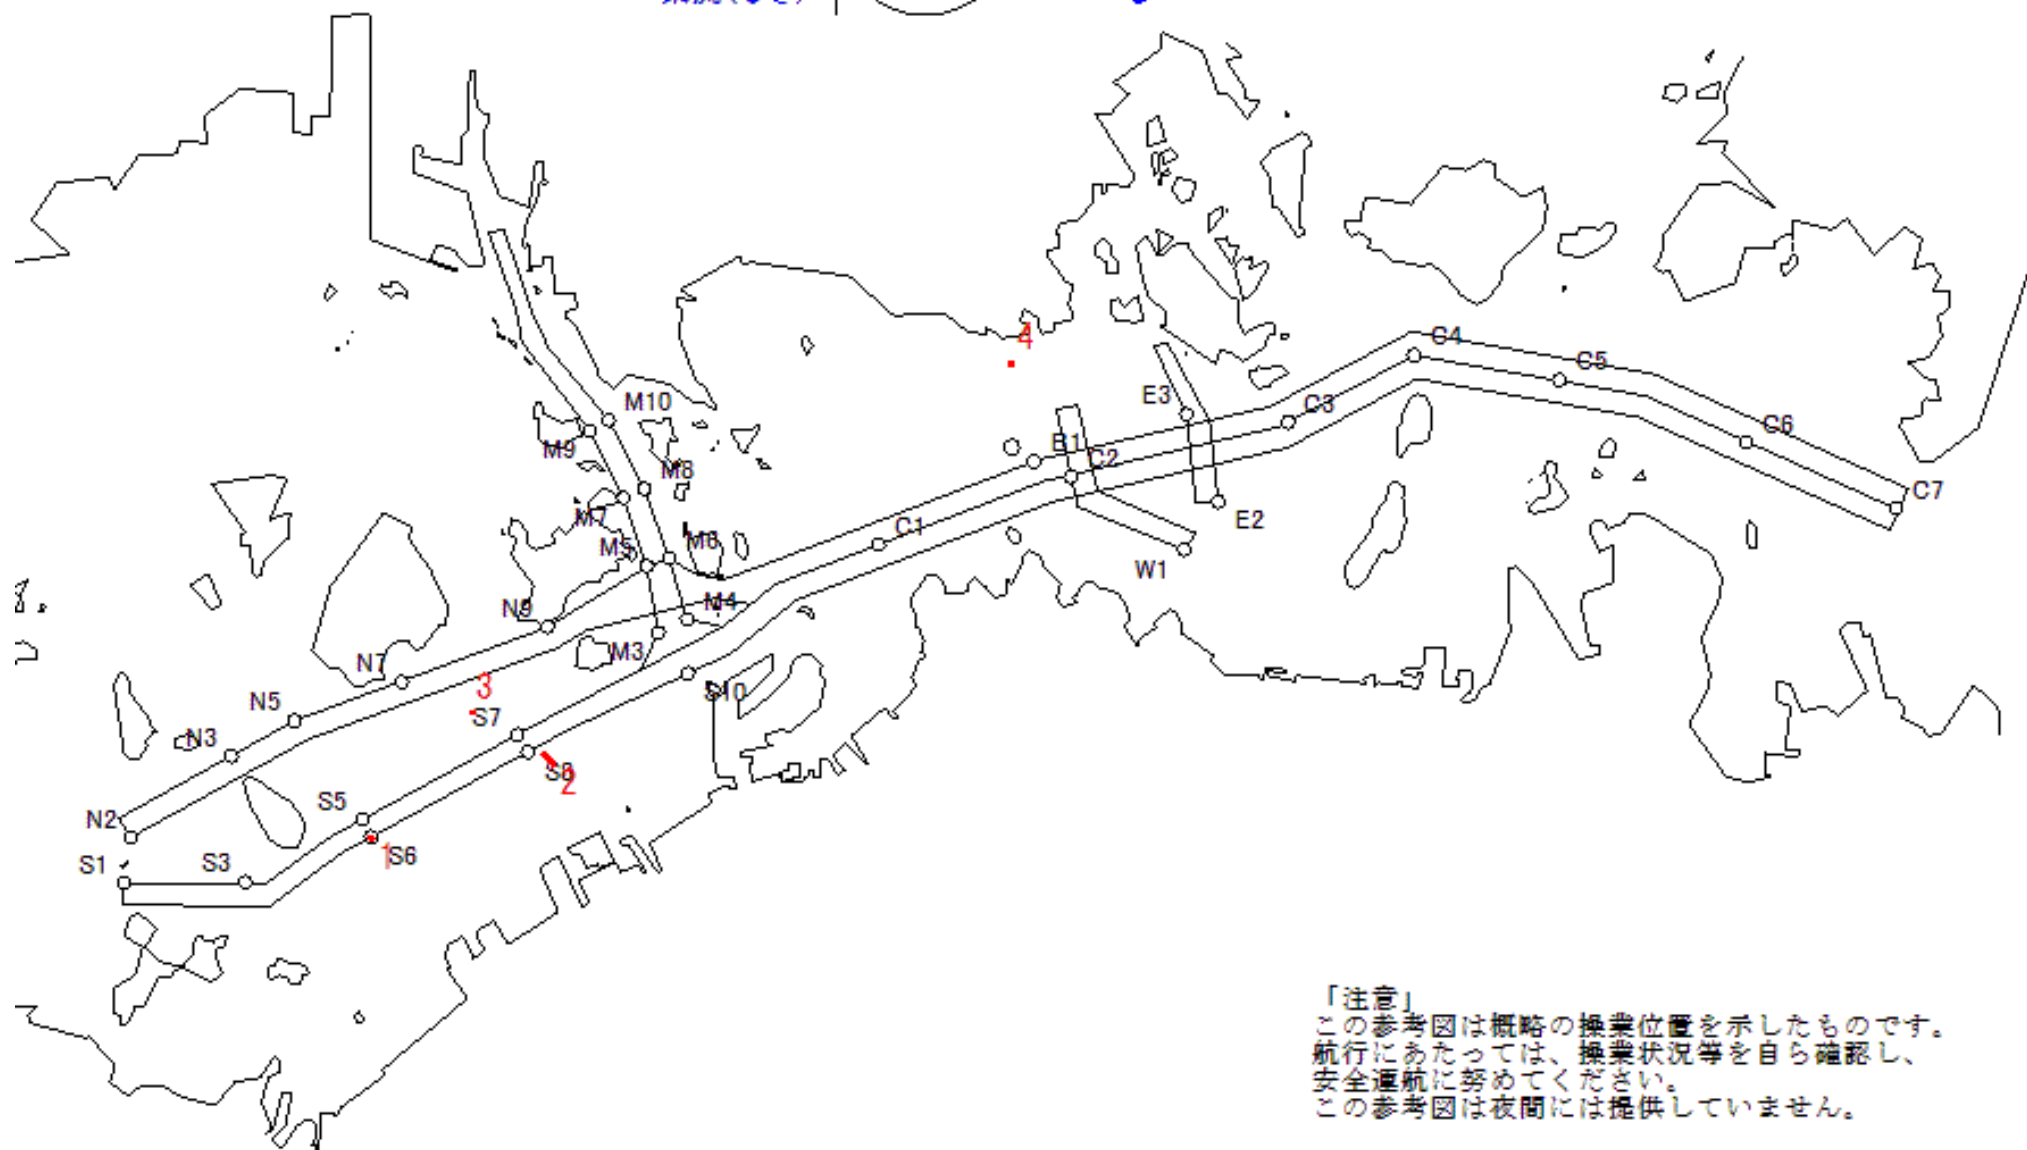 C4
C5
E3
M10
C3
C6
B1
M9
C2
M8
C7
M7
E2
C1
M5
M6
W1
N9
M4
M3
N7
3
S10
N5
S7
N3
S8
2
S5
N2
1
S6
S1
S3
4
「注意」
この参考図は概略の操業位置を示したものです。
航行にあたっては、操業状況等を自ら確認し、
安全運航に努めてください。
この参考図は夜間には提供していません。